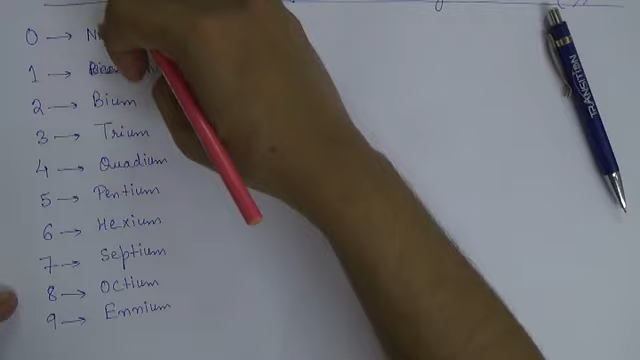 0 →
1 →
2 → Bium
3 → Trium
4 → Quadium
5 → Pentium
6 → Hexium
7 → Septium
8 → Octium
9 → Ennium
TRANSITION